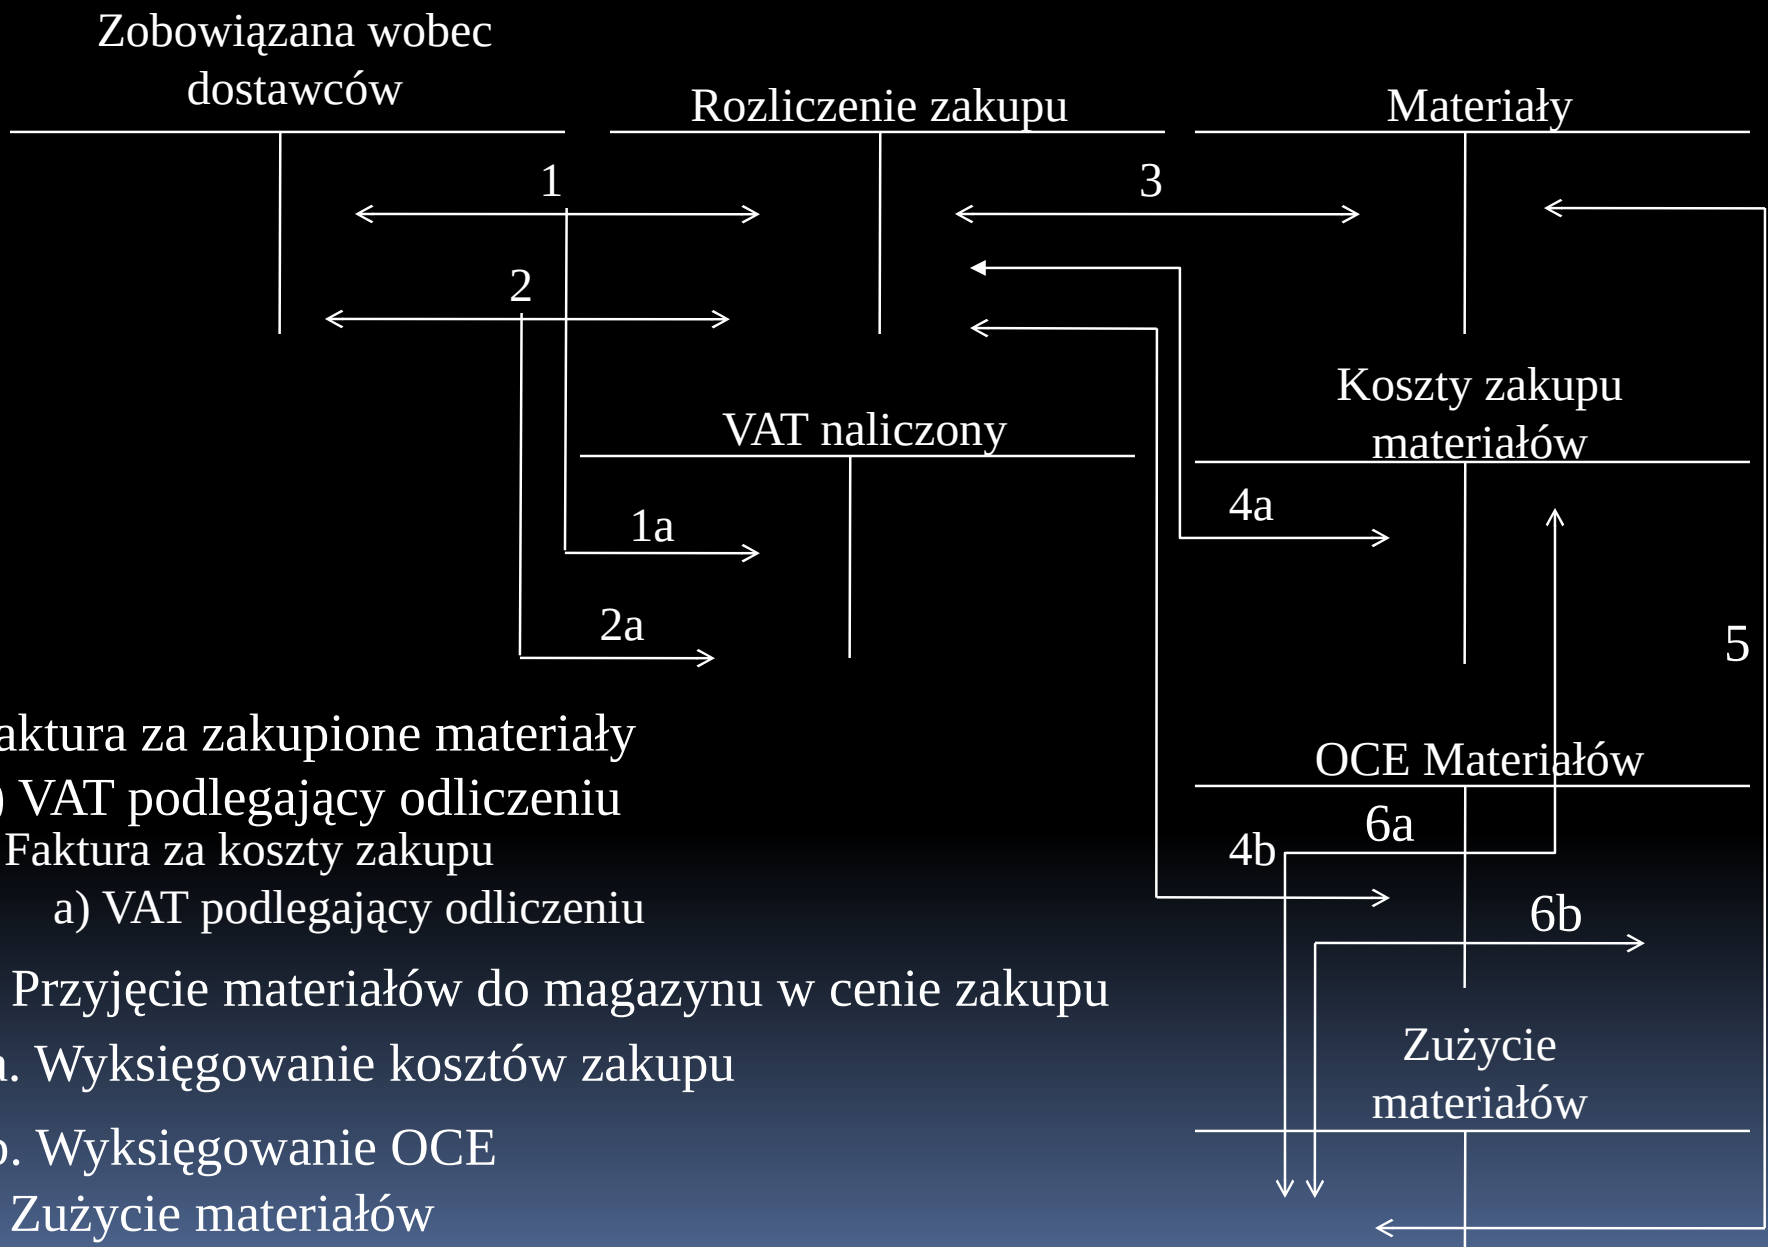 Zobowiązana wobec
dostawców
Rozliczenie zakupu
Materiały
1
3
2
Koszty zakupu
materiałów
VAT naliczony
4a
1a
2a
5
aktura za zakupione materiały
) VAT podlegający odliczeniu
Faktura za koszty zakupu
a) VAT podlegający odliczeniu
OCE Materiałów
6a
4b
6b
Przyjęcie materiałów do magazynu w cenie zakupu
a. Wyksięgowanie kosztów zakupu
b. Wyksięgowanie OCE
Zużycie materiałów
Zużycie
materiałów